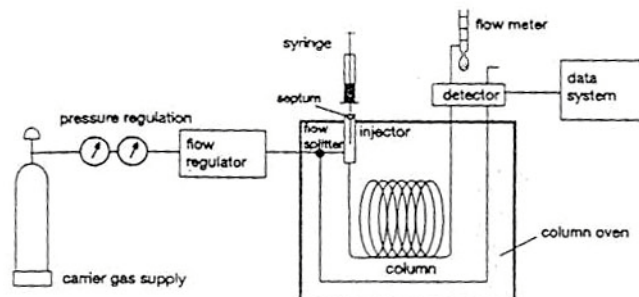 flow meter
syringe
data
system
detector
septum
pressure regulation
injector
flow
splitter
flow
regulator
column oven
column
carrier gas supply